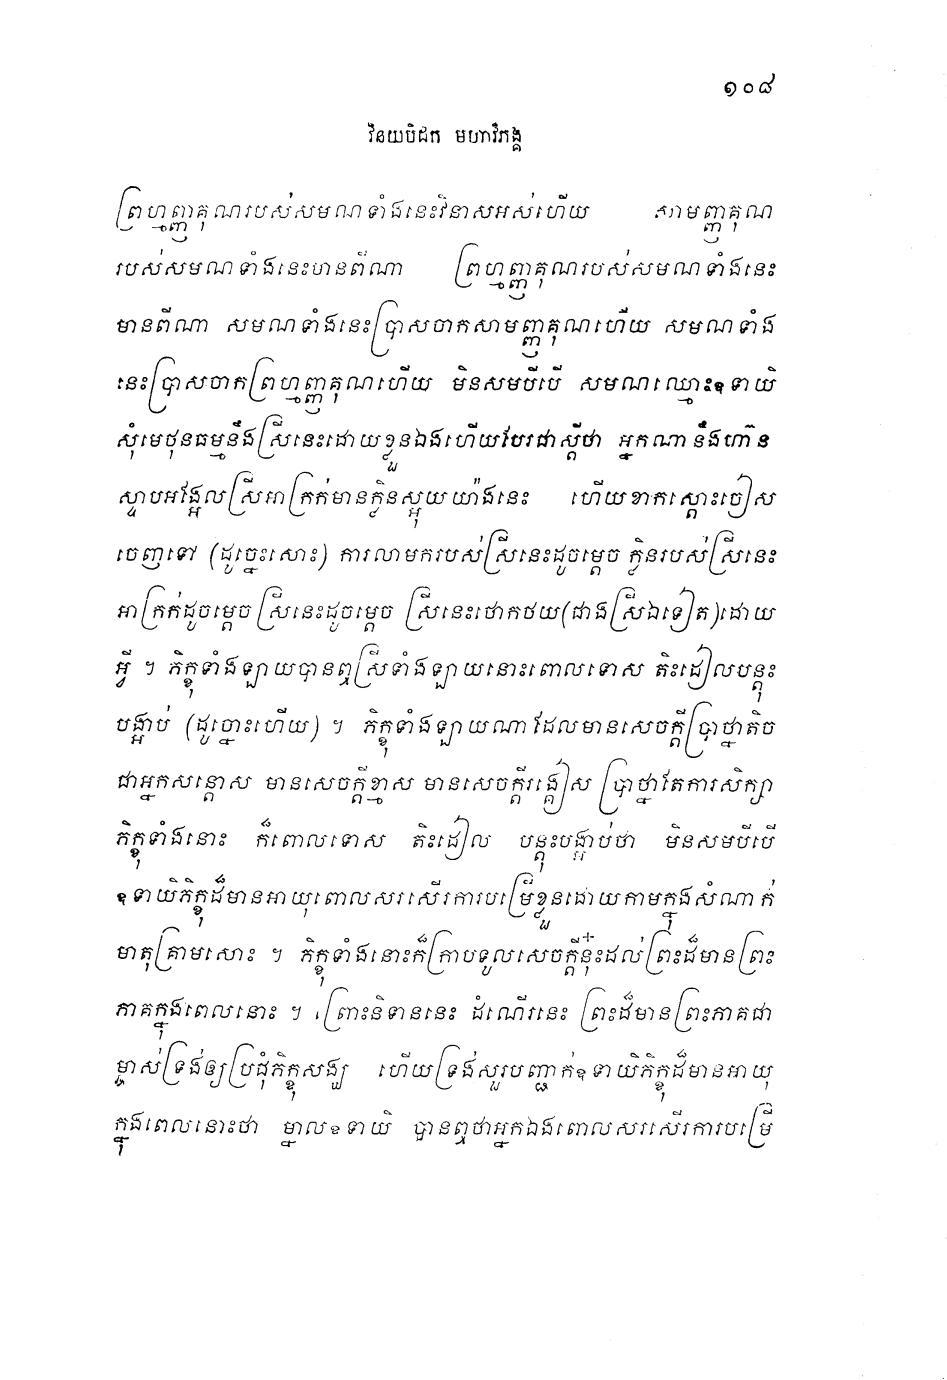 ១០៨
វិនយបិដក មហាវិភង្គ
ព្រហ្មញ្ញគុណរបស់សមណទាំងនេះវិនាសអស់ហើយ សាមញ្ញគុណ
របស់សមណទាំងនេះមានពីណា ព្រហ្មញ្ញគុណរបស់សមណទាំងនេះ
មានពីណា សមណទាំងនេះប្រាសចាកសាមញ្ញគុណហើយ សមណទាំង
នេះប្រាសចាកព្រហ្មញ្ញគុណហើយ មិនសមបីបើ សមណឈ្មោះឧទាយិ
សុំមេថុនធម្មនឹងស្រីនេះដោយខ្លួនឯងហើយបែរជាស្តីថា អ្នកណានឹងហ៊ាន
ស្ទាបអង្អែលស្រីអាក្រក់មានក្លិនស្អុយយ៉ាងនេះ ហើយខាកស្តោះចៀស
ចេញទៅ (ដូច្នេះសោះ) ការលាមករបស់ស្រីនេះដូចម្តេច ក្លិនរបស់ស្រីនេះ
អាក្រក់ដូចម្តេច ស្រីនេះដូចម្តេច ស្រីនេះថោកថយ(ជាងស្រីឯទៀត)ដោយ
អ្វី ។ ភិក្ខុទាំងឡាយបានឮស្រីទាំងឡាយនោះពោលទោស តិះដៀលបន្តុះ
បង្អាប់ (ដូច្នោះហើយ) ។ ភិក្ខុទាំងឡាយណាដែលមានសេចក្តីប្រាថ្នាតិច
ជាអ្នកសន្តោស មានសេចក្តីខ្មាស មានសេចក្តីរង្គៀស ប្រាថ្នាតែការសិក្សា
ភិក្ខុទាំងនោះ ក៏ពោលទោស តិះដៀល បន្តុះបង្អាប់ថា មិនសមបីបើ
ឧទាយិភិក្ខុដ៏មានអាយុពោលសរសើរការបម្រើខ្លួនដោយកាមក្នុងសំណាក់
មាតុគ្រាមសោះ ។ ភិក្ខុទាំងនោះក៏ក្រាបទូលសេចក្តីនុ៎ះដល់ព្រះដ៏មានព្រះ
ភាគក្នុងពេលនោះ ។ ព្រោះនិទាននេះ ដំណើរនេះ ព្រះដ៏មានព្រះភាគជា
ម្ចាស់ទ្រង់ឲ្យប្រជុំភិក្ខុសង្ឃ ហើយទ្រង់សួរបញ្ជាក់ឧទាយិភិក្ខុដ៏មានអាយុ
ក្នុងពេលនោះថា ម្នាលឧទាយិ បានឮថាអ្នកឯងពោលសរសើរការបម្រើ